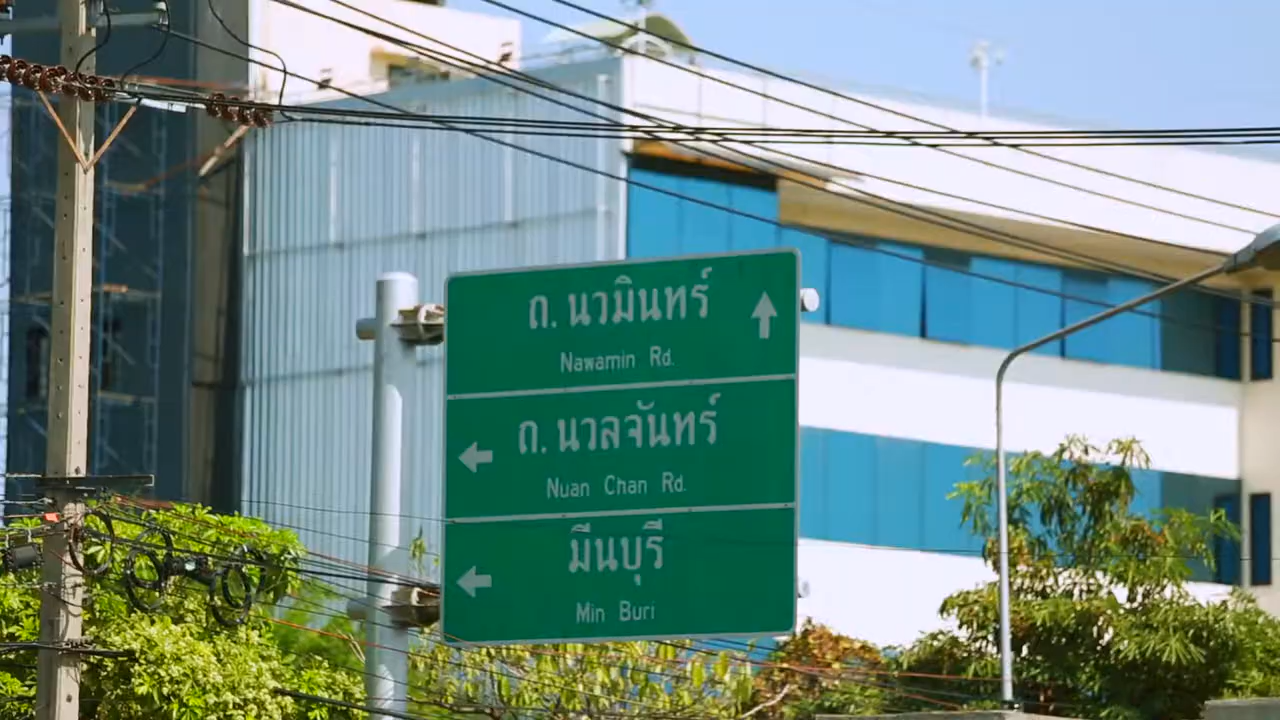 ถ. นวมินทร์
Nawamin Rd.
ถ. นวลจันทร์
Nuan Chan Rd.
มีนบุรี
Min Buri